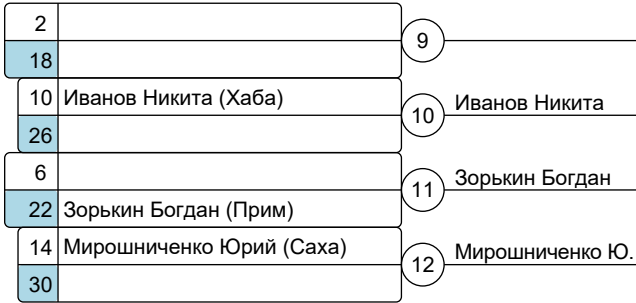 2
9
18
10 Иванов Никита (Хаба)
10 Иванов Никита
26
6
11 Зорькин Богдан
22 Зорькин Богдан (Прим)
14 Мирошниченко Юрий (Саха)
12 Мирошниченко Ю.
30